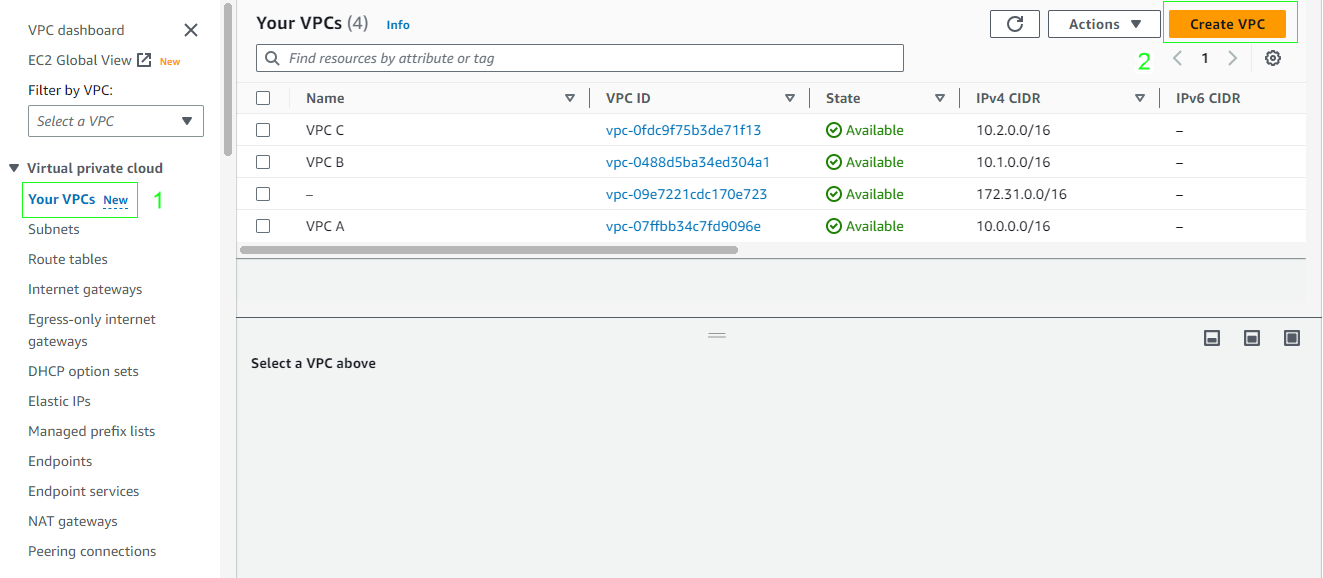 VPC dashboard
EC2 Global View New
Filter by VPC:
Select a VPC
Virtual private cloud
Your VPCs New 1
Subnets
Route tables
Internet gateways
Egress-only internet
gateways
DHCP option sets
Elastic IPs
Managed prefix lists
Endpoints
Endpoint services
NAT gateways
Peering connections
Your VPCs (4) Info
Actions
Create VPC
Find resources by attribute or tag
2
1
Name VPC ID State IPv4 CIDR IPv6 CIDR
VPC C vpc-0fdc9f75b3de71f13 Available 10.2.0.0/16 –
VPC B vpc-0488d5ba34ed304a1 Available 10.1.0.0/16 –
– vpc-09e7221cdc170e723 Available 172.31.0.0/16 –
VPC A vpc-07ffbb34c7fd9096e Available 10.0.0.0/16 –
Select a VPC above